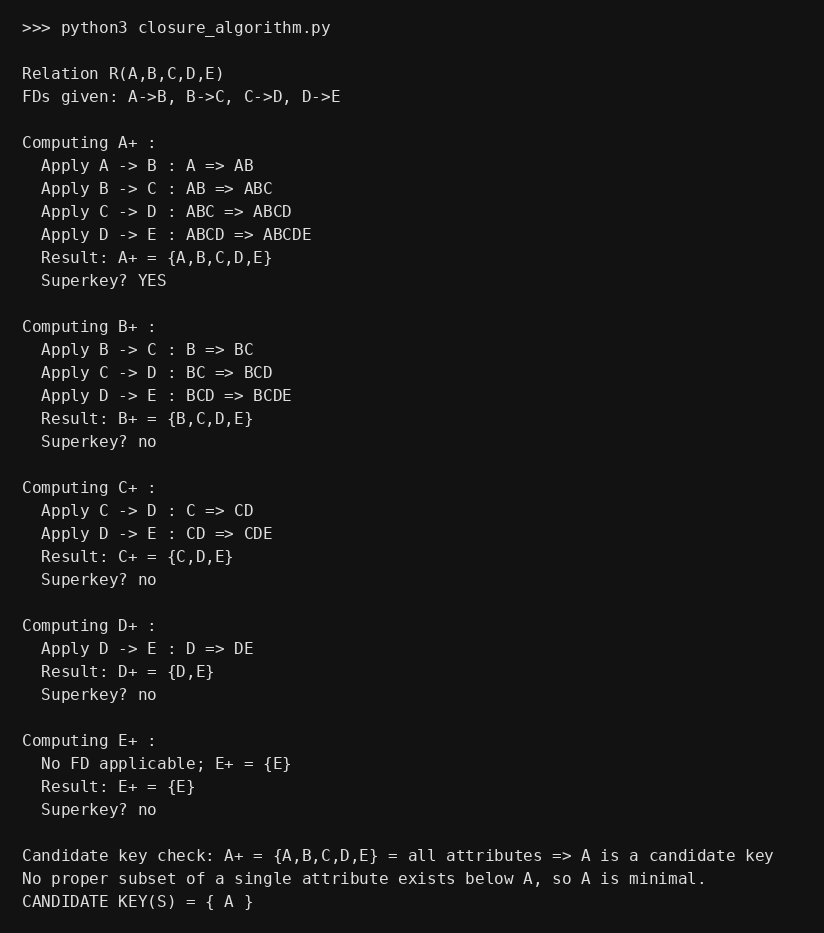 >>> python3 closure_algorithm.py
Relation R(A,B,C,D,E)
FDs given: A->B, B->C, C->D, D->E
Computing A+ :
Apply A -> B : A => AB
Apply B -> C : AB => ABC
Apply C -> D : ABC => ABCD
Apply D -> E : ABCD => ABCDE
Result: A+ = {A,B,C,D,E}
Superkey? YES
Computing B+ :
Apply B -> C : B => BC
Apply C -> D : BC => BCD
Apply D -> E : BCD => BCDE
Result: B+ = {B,C,D,E}
Superkey? no
Computing C+ :
Apply C -> D : C => CD
Apply D -> E : CD => CDE
Result: C+ = {C,D,E}
Superkey? no
Computing D+ :
Apply D -> E : D => DE
Result: D+ = {D,E}
Superkey? no
Computing E+ :
No FD applicable; E+ = {E}
Result: E+ = {E}
Superkey? no
Candidate key check: A+ = {A,B,C,D,E} = all attributes => A is a candidate key
No proper subset of a single attribute exists below A, so A is minimal.
CANDIDATE KEY(S) = { A }